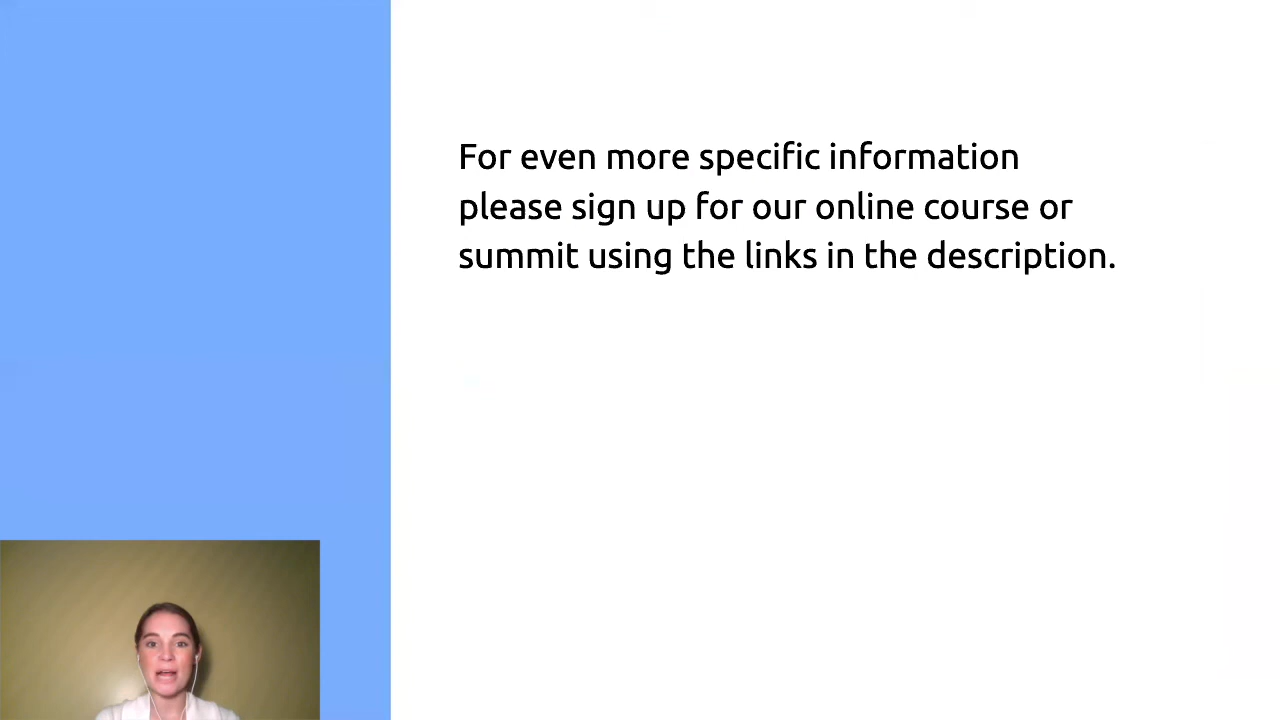 For even more specific information
please sign up for our online course or
summit using the links in the description.